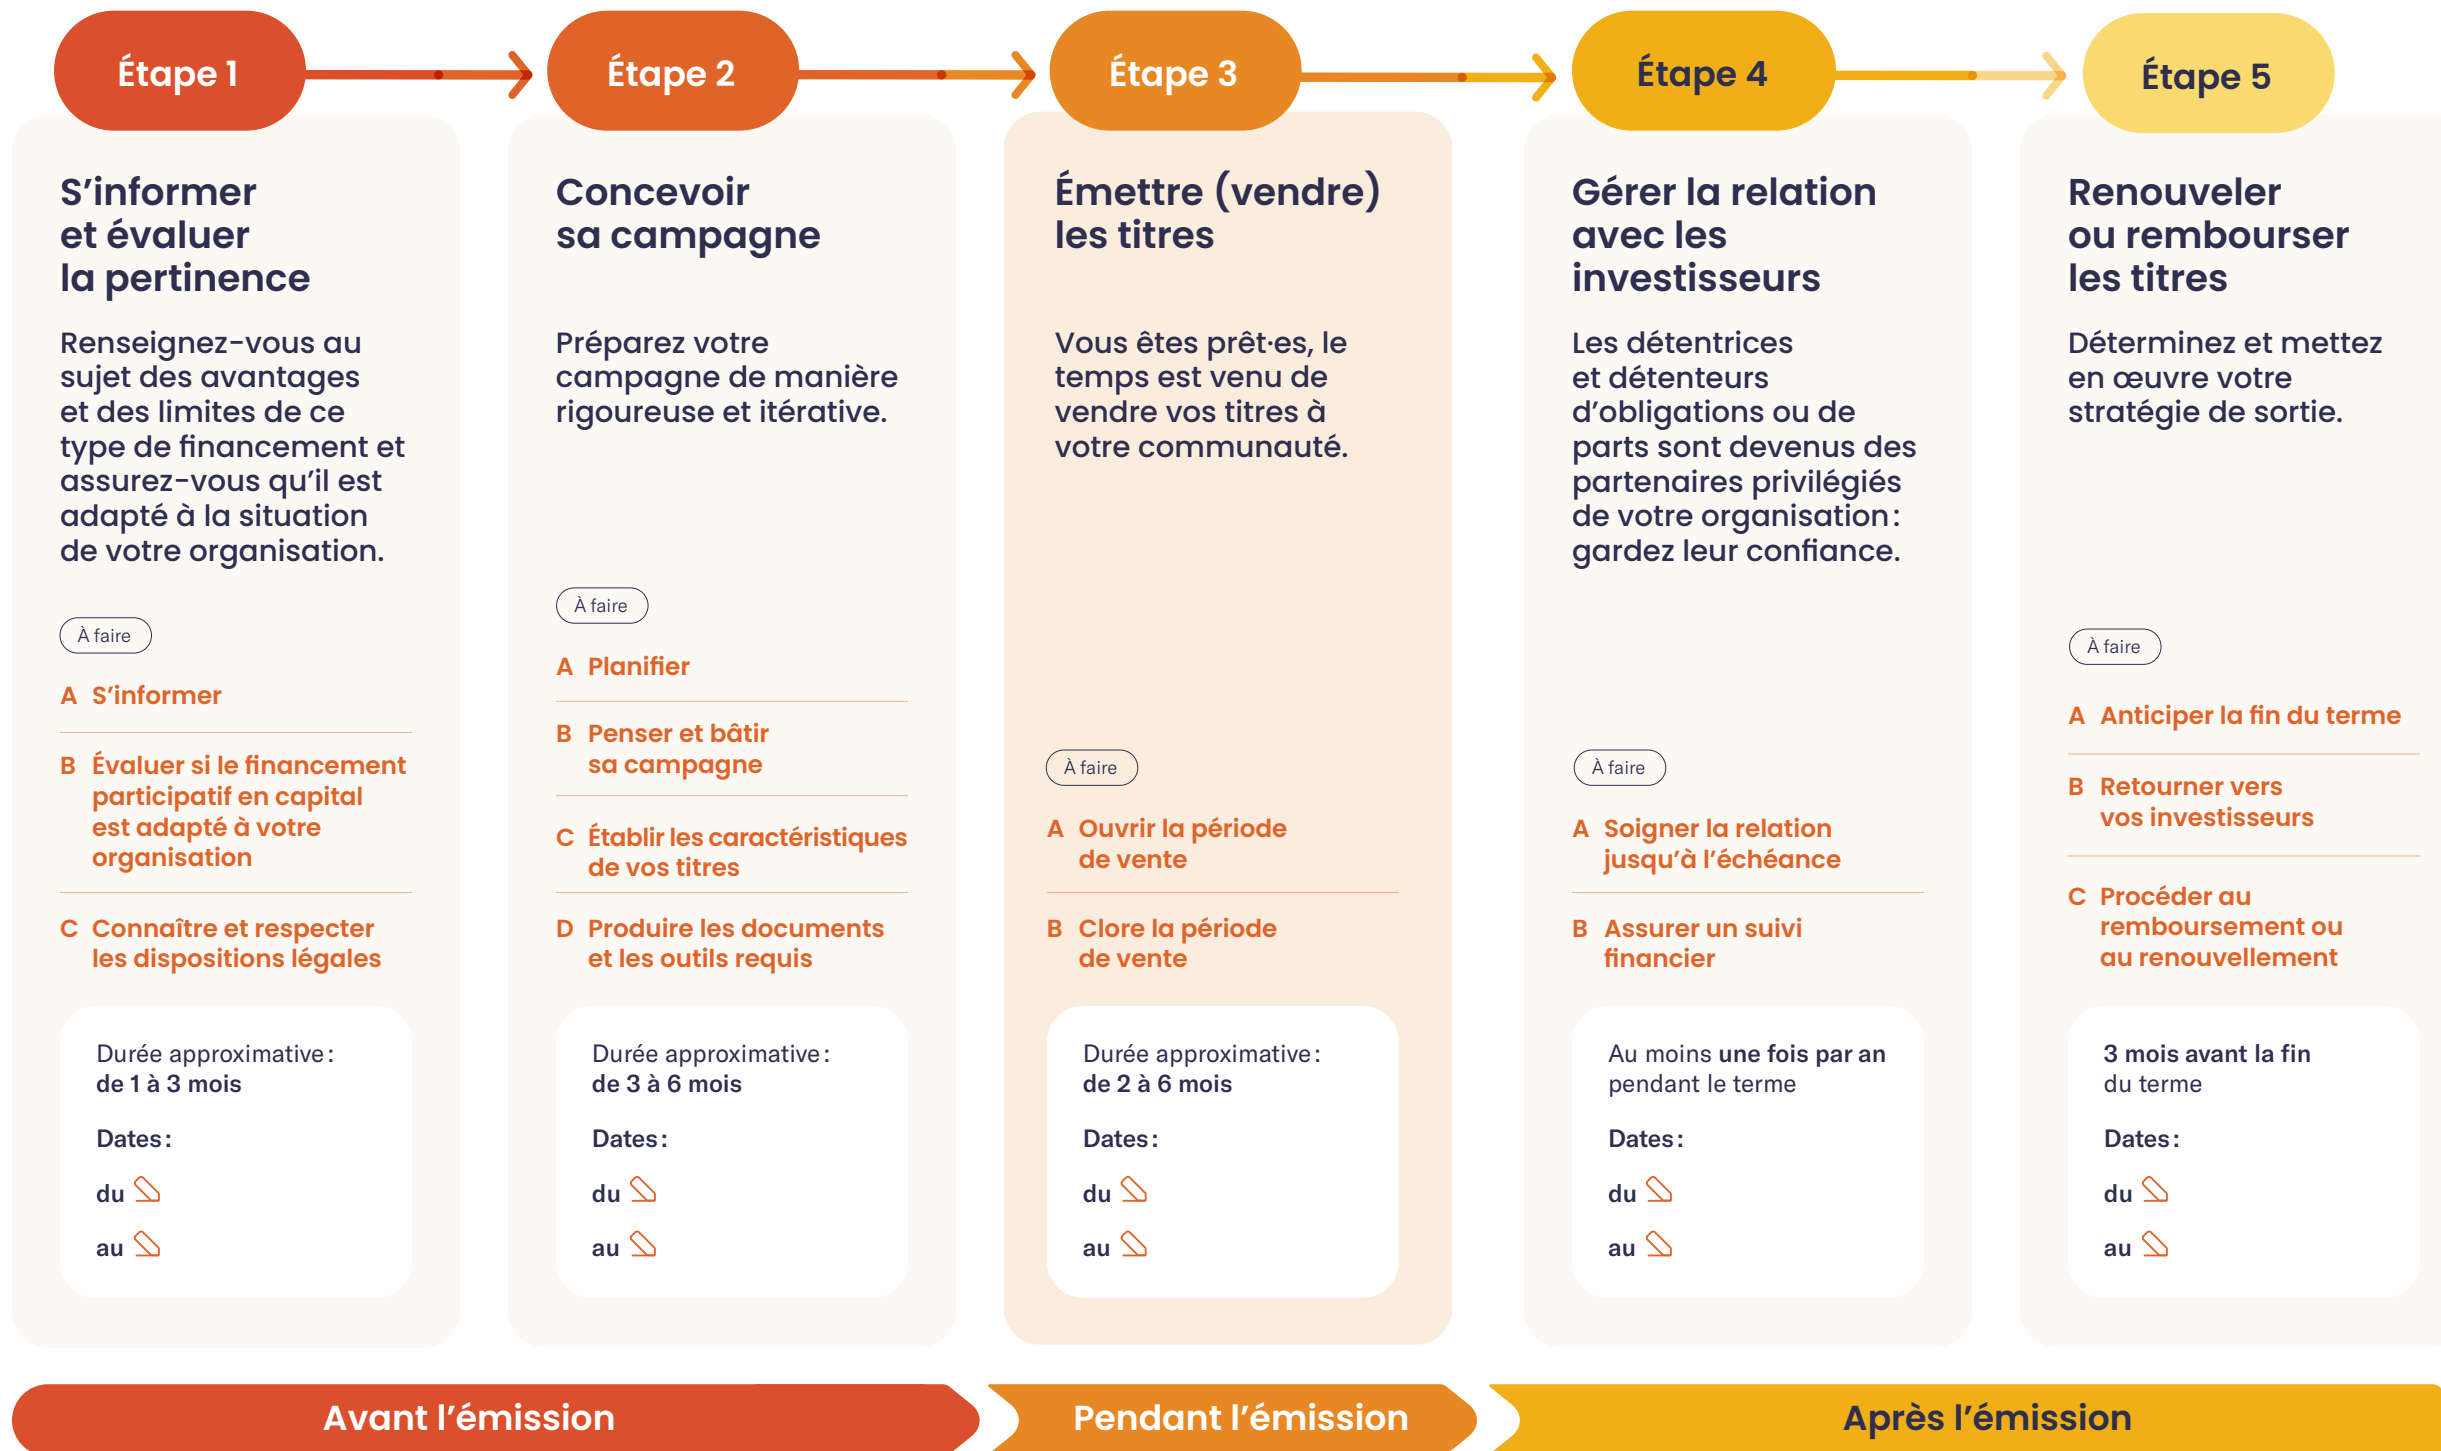 Étape 1
S’informer
et évaluer
la pertinence
Renseignez-vous au
sujet des avantages
et des limites de ce
type de financement et
assurez-vous qu’il est
adapté à la situation
de votre organisation.
À faire
A S’informer
B Évaluer si le financement
participatif en capital
est adapté à votre
organisation
C Connaître et respecter
les dispositions légales
Durée approximative :
de 1 à 3 mois
Dates :
du
au
Étape 2
Concevoir
sa campagne
Préparez votre
campagne de manière
rigoureuse et itérative.
À faire
A Planifier
B Penser et bâtir
sa campagne
C Établir les caractéristiques
de vos titres
D Produire les documents
et les outils requis
Durée approximative :
de 3 à 6 mois
Dates :
du
au
Étape 3
Émettre (vendre)
les titres
Vous êtes prêt·es, le
temps est venu de
vendre vos titres à
votre communauté.
À faire
A Ouvrir la période
de vente
B Clore la période
de vente
Durée approximative :
de 2 à 6 mois
Dates :
du
au
Étape 4
Gérer la relation
avec les
investisseurs
Les détentrices
et détenteurs
d’obligations ou de
parts sont devenus des
partenaires privilégiés
de votre organisation :
gardez leur confiance.
À faire
A Soigner la relation
jusqu’à l’échéance
B Assurer un suivi
financier
Au moins une fois par an
pendant le terme
Dates :
du
au
Étape 5
Renouveler
ou rembourser
les titres
Déterminez et mettez
en œuvre votre
stratégie de sortie.
À faire
A Anticiper la fin du terme
B Retourner vers
vos investisseurs
C Procéder au
remboursement ou
au renouvellement
3 mois avant la fin
du terme
Dates :
du
au
Avant l’émission
Pendant l’émission
Après l’émission